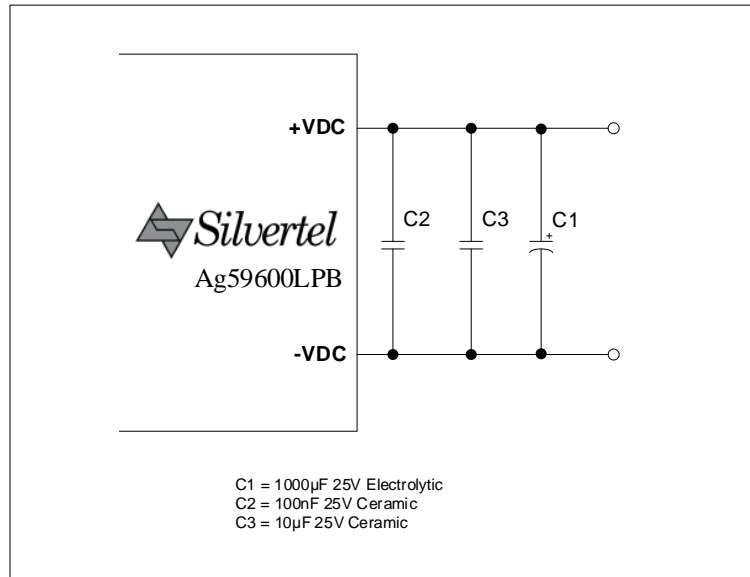 +VDC
C2
C3
+
C1
Silvertel
Ag59600LPB
-VDC
C1 = 1000µF 25V Electrolytic
C2 = 100nF 25V Ceramic
C3 = 10µF 25V Ceramic